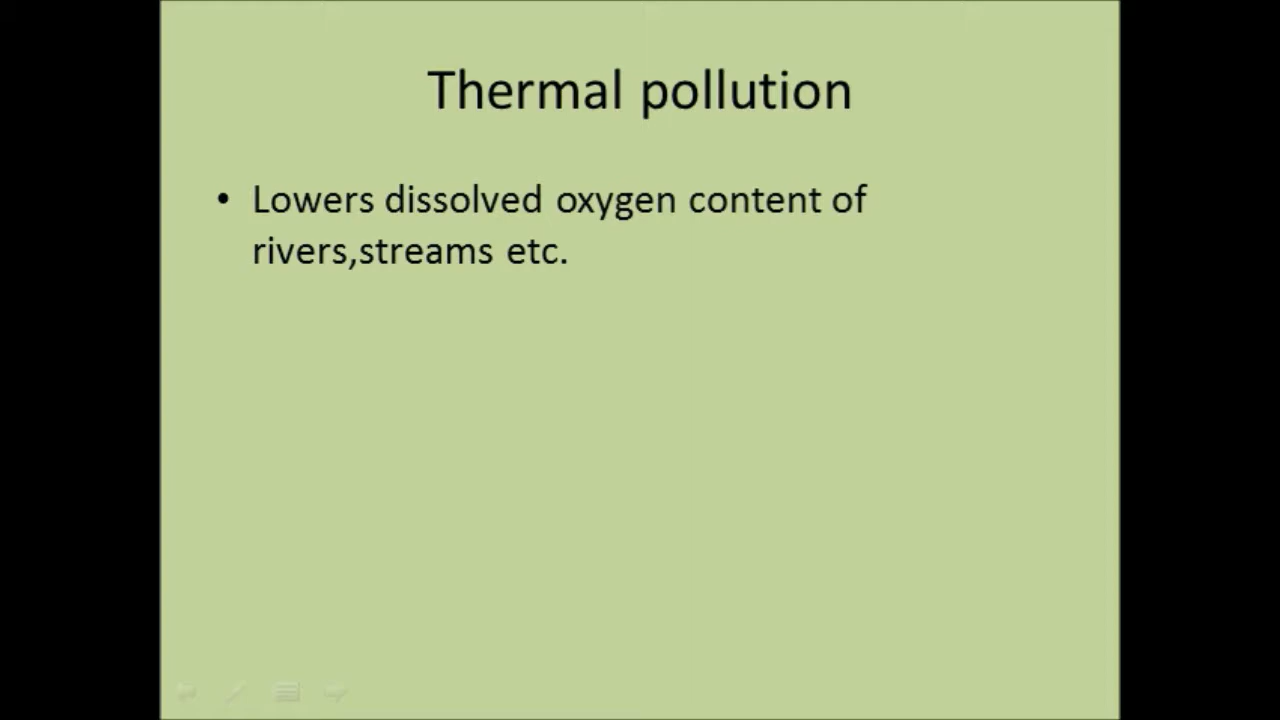 Thermal pollution
• Lowers dissolved oxygen content of
rivers,streams etc.